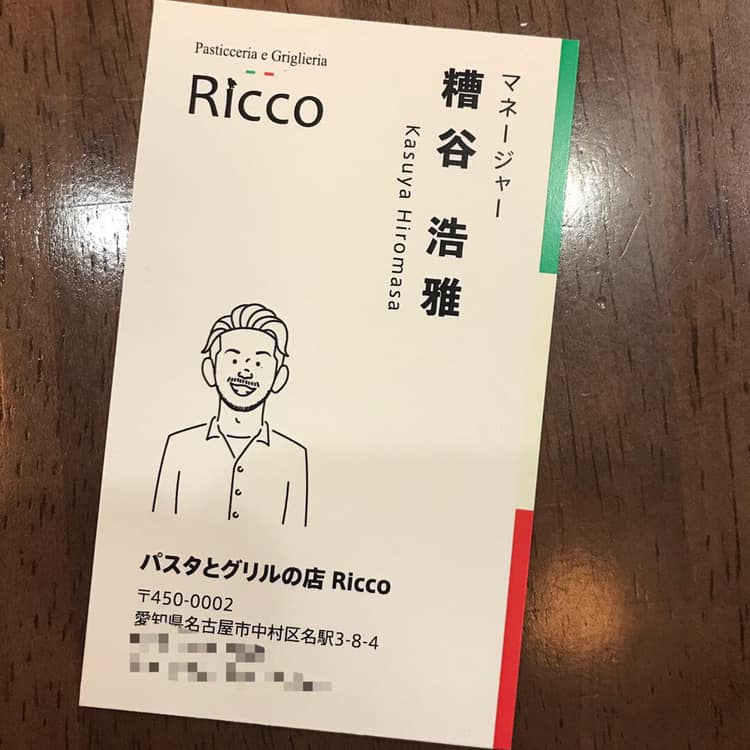 Pasticceria e Griglieria
Ricco
マネージャー
糟谷 浩雅
Kasuya Hiromasa
パスタとグリルの店 Ricco
〒450-0002
愛知県名古屋市中村区名駅3-8-4